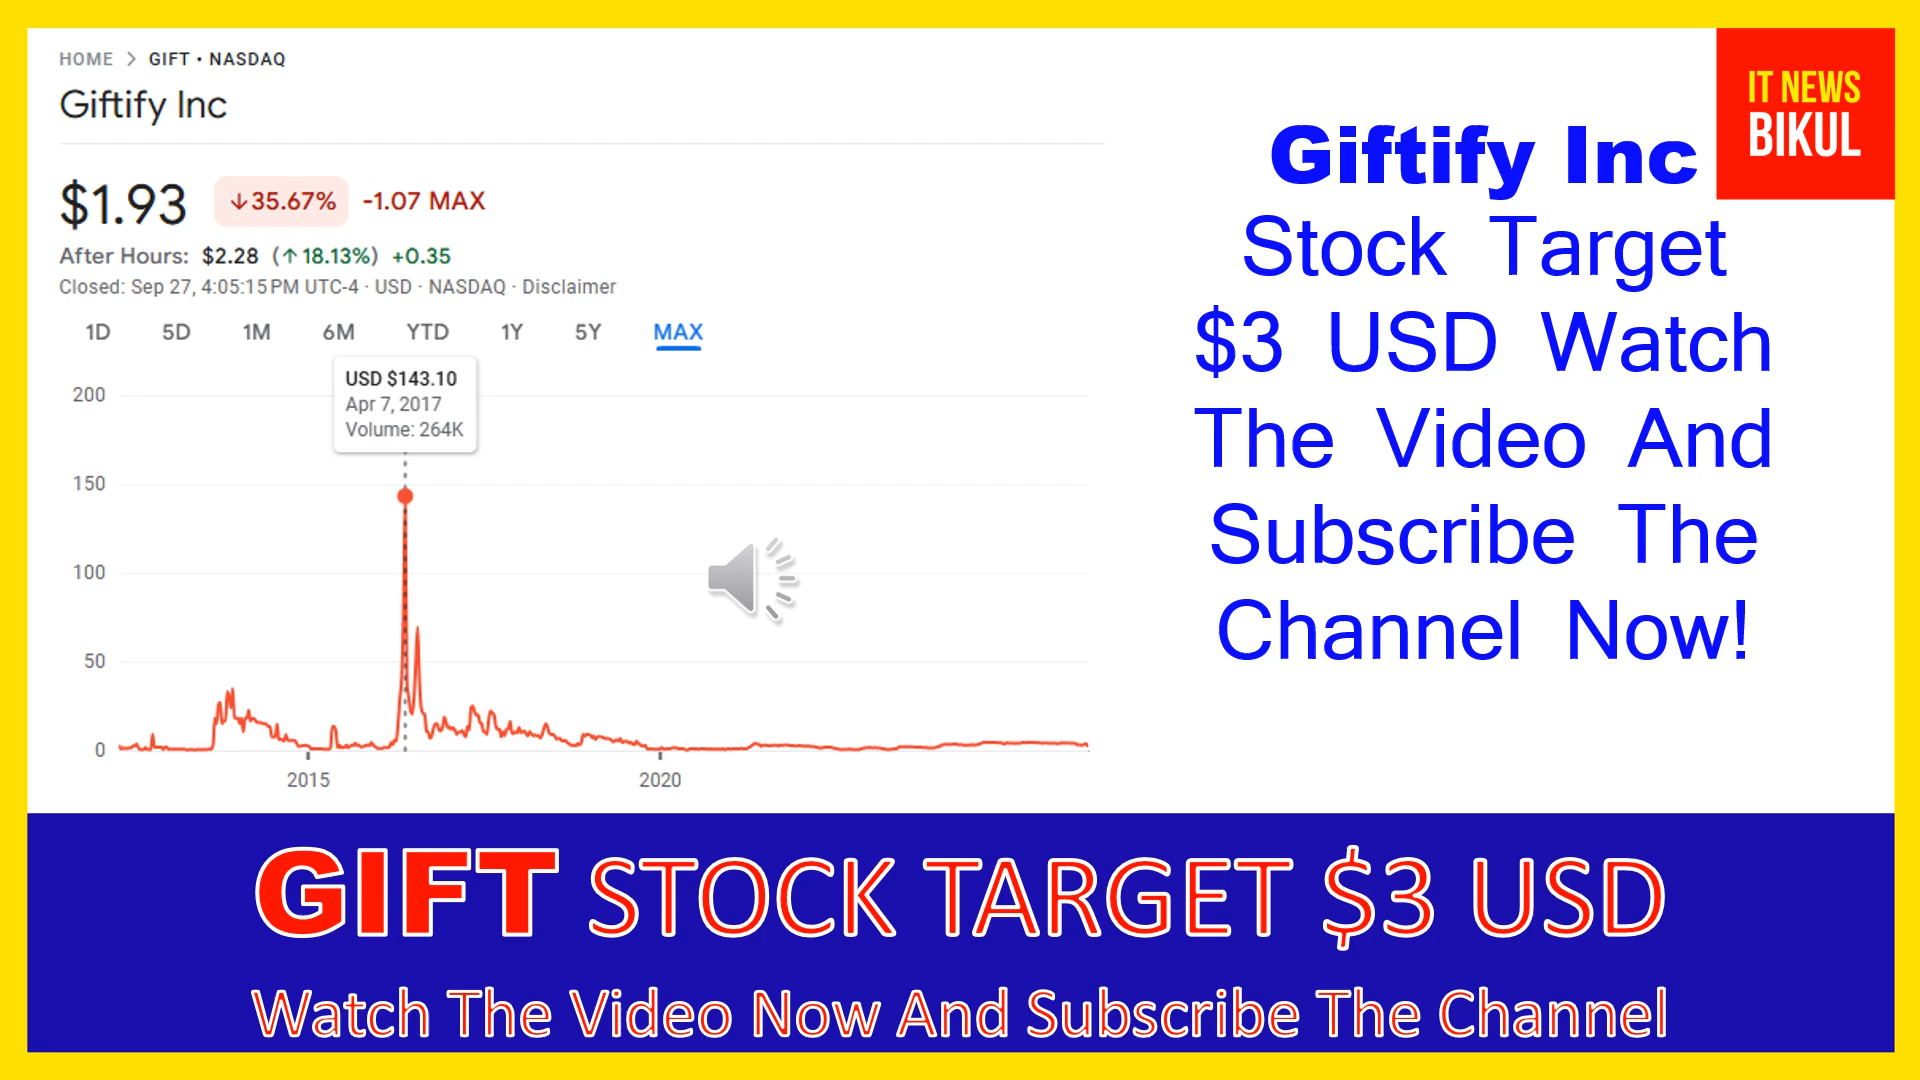 HOME > GIFT • NASDAQ
Giftify Inc
$1.93 ↓35.67% -1.07 MAX
After Hours: $2.28 (↑18.13%) +0.35
Closed: Sep 27, 4:05:15 PM UTC-4 · USD · NASDAQ · Disclaimer
1D 5D 1M 6M YTD 1Y 5Y MAX
USD $143.10
Apr 7, 2017
Volume: 264K
200
150
100
50
0
2015 2020
IT NEWS
BIKUL
Giftify Inc
Stock Target
$3 USD Watch
The Video And
Subscribe The
Channel Now!
GIFT STOCK TARGET $3 USD
Watch The Video Now And Subscribe The Channel